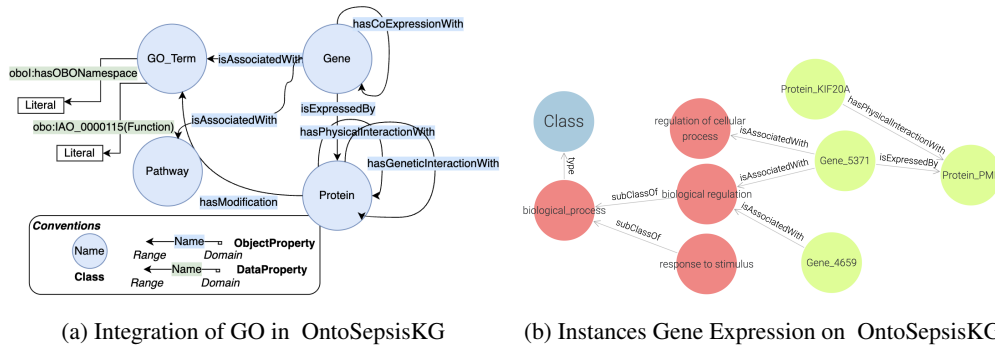 hasCoExpressionWith
GO_Term
isAssociatedWith
Gene
oboI:hasOBONamespace
Literal
isExpressedBy
obo:IAO_0000115(Function)
isAssociatedWith
hasPhysicalInteractionWith
Literal
hasGeneticInteractionWith
Pathway
Protein
hasModification
Conventions
Name
Class
Name
ObjectProperty
Range
Domain
Name
DataProperty
Range
Domain
(a) Integration of GO in OntoSepsisKG
Protein_KIF20A
Class
regulation of cellular
process
hasPhysicalInteractionWith
isAssociatedWith
Gene_5371
isExpressedBy
Protein_PM
type
isAssociatedWith
biological_process
subClassOf
biological regulation
subClassOf
isAssociatedWith
response to stimulus
Gene_4659
(b) Instances Gene Expression on OntoSepsisKG